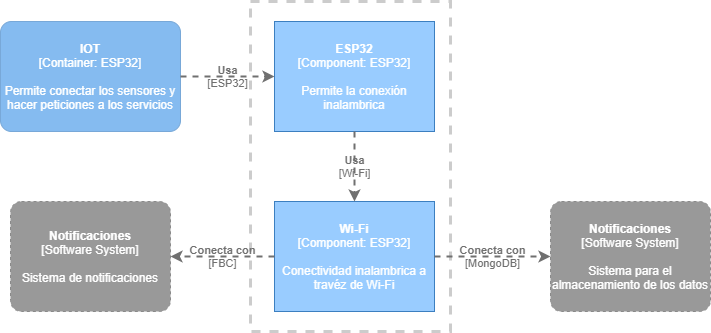 IOT
[Container: ESP32]
Permite conectar los sensores y
hacer peticiones a los servicios
Usa
[ESP32]
ESP32
[Component: ESP32]
Permite la conexión
inalambrica
Usa
[Wi-Fi]
Notificaciones
[Software System]
Sistema de notificaciones
Conecta con
[FBC]
Wi-Fi
[Component: ESP32]
Conectividad inalambrica a
travéz de Wi-Fi
Conecta con
[MongoDB]
Notificaciones
[Software System]
Sistema para el
almacenamiento de los datos